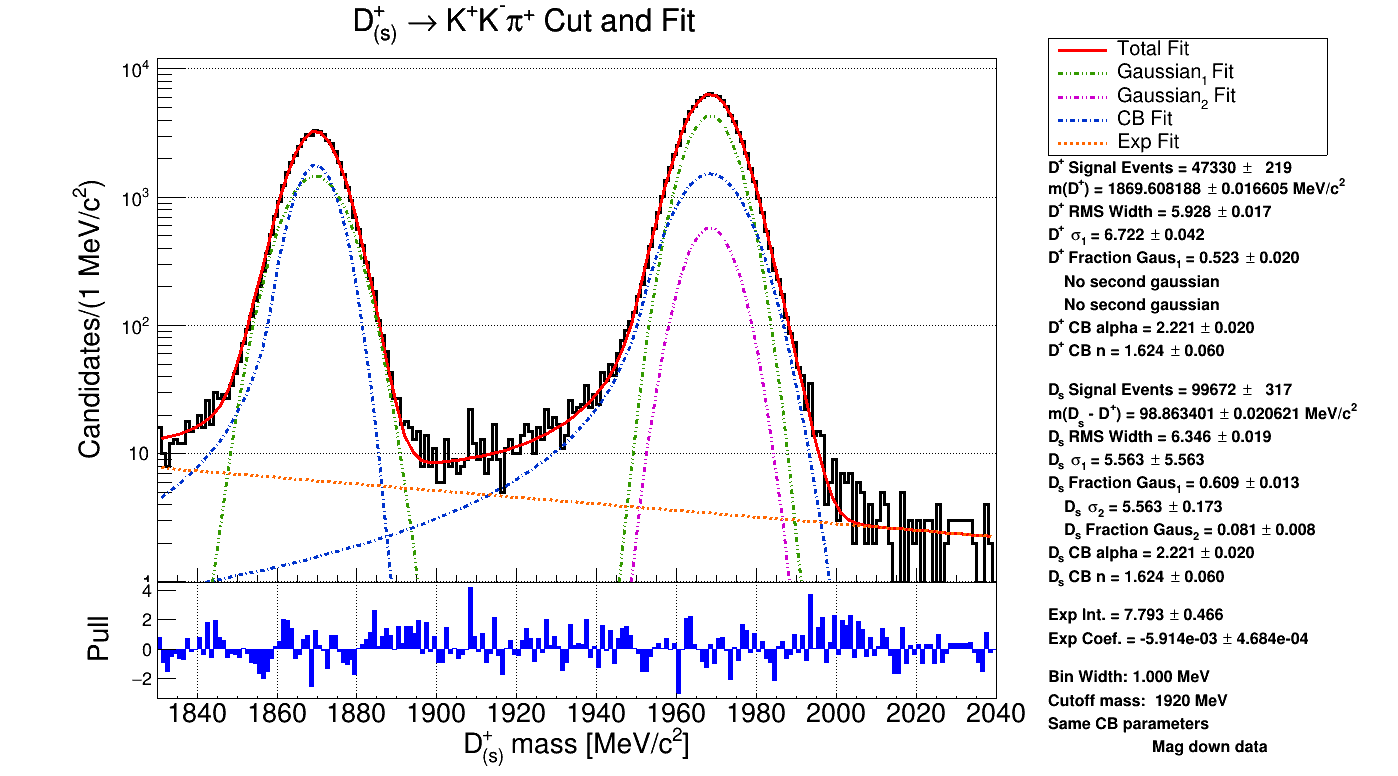 D⁺₍ₛ₎ → K⁺K⁻π⁺ Cut and Fit
Candidates/(1 MeV/c²)
10⁴
10³
10²
10
1
Total Fit
Gaussian₁ Fit
Gaussian₂ Fit
CB Fit
Exp Fit
D⁺ Signal Events = 47330 ± 219
m(D⁺) = 1869.608188 ± 0.016605 MeV/c²
D⁺ RMS Width = 5.928 ± 0.017
D⁺ σ₁ = 6.722 ± 0.042
D⁺ Fraction Gaus₁ = 0.523 ± 0.020
No second gaussian
No second gaussian
D⁺ CB alpha = 2.221 ± 0.020
D⁺ CB n = 1.624 ± 0.060
Dₛ Signal Events = 99672 ± 317
m(Dₛ - D⁺) = 98.863401 ± 0.020621 MeV/c²
Dₛ RMS Width = 6.346 ± 0.019
Dₛ σ₁ = 5.563 ± 5.563
Dₛ Fraction Gaus₁ = 0.609 ± 0.013
Dₛ σ₂ = 5.563 ± 0.173
Dₛ Fraction Gaus₂ = 0.081 ± 0.008
Dₛ CB alpha = 2.221 ± 0.020
Dₛ CB n = 1.624 ± 0.060
Exp Int. = 7.793 ± 0.466
Exp Coef. = -5.914e-03 ± 4.684e-04
Bin Width: 1.000 MeV
Cutoff mass: 1920 MeV
Same CB parameters
Mag down data
Pull
4
2
0
−2
1840 1860 1880 1900 1920 1940 1960 1980 2000 2020 2040
D⁺₍ₛ₎ mass [MeV/c²]